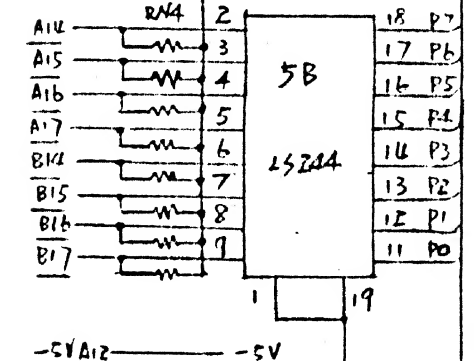 RN4 2 18 P7
A14
3 17 P6
A15
4 5B 16 P5
A16
5 15 P4
A17
6 LS244 14 P3
B14
7 13 P2
B15
8 12 P1
B16
9 11 P0
B17
1 19
-5V A12 -5V